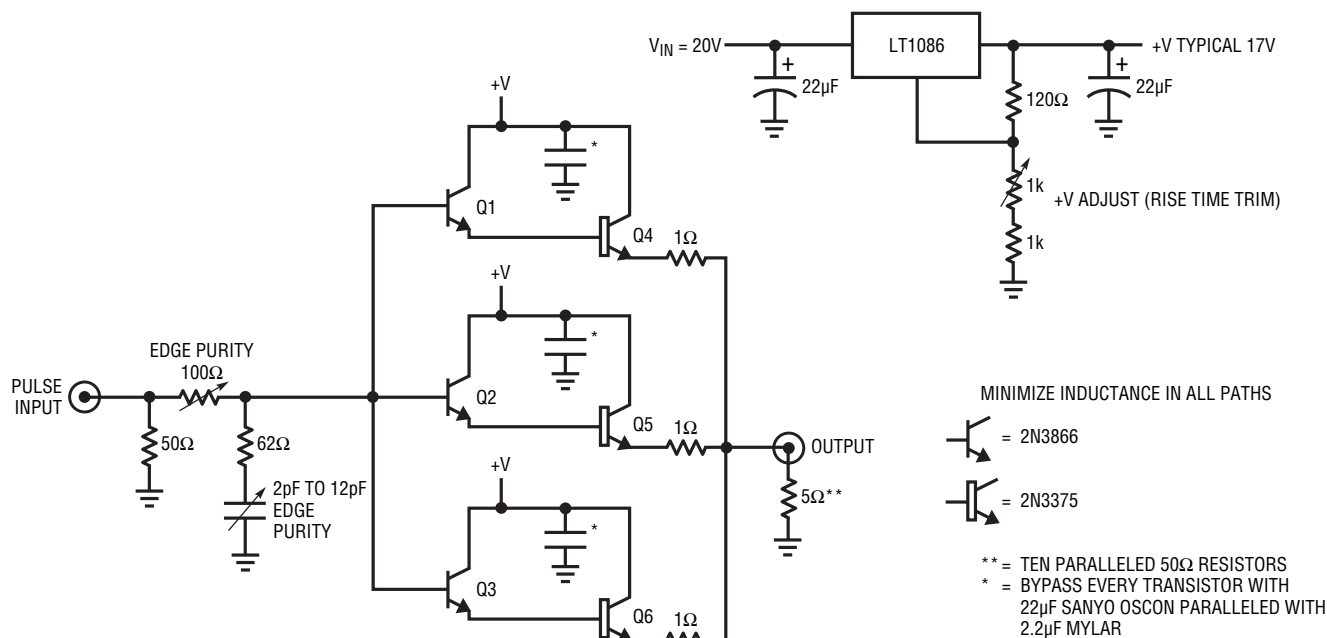 V_IN = 20V
LT1086
+V TYPICAL 17V
+
22µF
120Ω
+
22µF
1k
+V ADJUST (RISE TIME TRIM)
1k
+V
*
Q1
Q4
1Ω
+V
*
EDGE PURITY
100Ω
PULSE
INPUT
Q2
Q5
1Ω
50Ω
62Ω
2pF TO 12pF
EDGE
PURITY
OUTPUT
5Ω**
+V
*
Q3
Q6
1Ω
MINIMIZE INDUCTANCE IN ALL PATHS
= 2N3866
= 2N3375
** = TEN PARALLELED 50Ω RESISTORS
* = BYPASS EVERY TRANSISTOR WITH
22µF SANYO OSCON PARALLELED WITH
2.2µF MYLAR